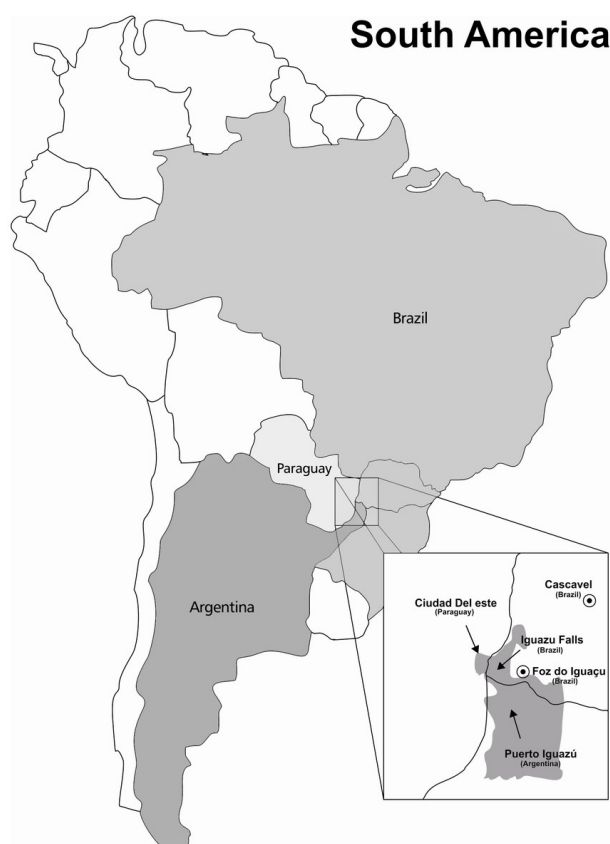 South America
Brazil
Paraguay
Argentina
Cascavel
(Brazil)
Ciudad Del este
(Paraguay)
Iguazu Falls
(Brazil)
Foz do Iguaçu
(Brazil)
Puerto Iguazú
(Argentina)